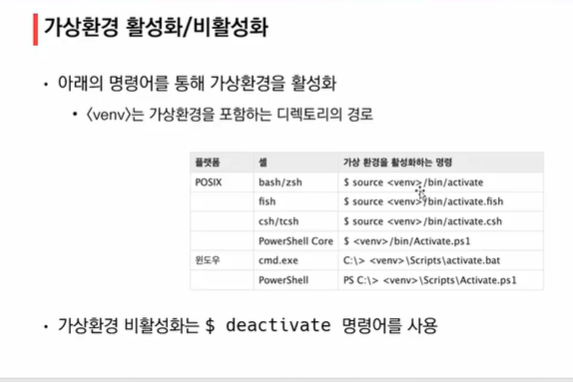 가상환경 활성화/비활성화
• 아래의 명령어를 통해 가상환경을 활성화
• 〈venv〉는 가상환경을 포함하는 디렉토리의 경로
플랫폼 셸 가상 환경을 활성화하는 명령
POSIX bash/zsh $ source <venv>/bin/activate
fish $ source <venv>/bin/activate.fish
csh/tcsh $ source <venv>/bin/activate.csh
PowerShell Core $ <venv>/bin/Activate.ps1
윈도우 cmd.exe C:\> <venv>\Scripts\activate.bat
PowerShell PS C:\> <venv>\Scripts\Activate.ps1
• 가상환경 비활성화는 $ deactivate 명령어를 사용